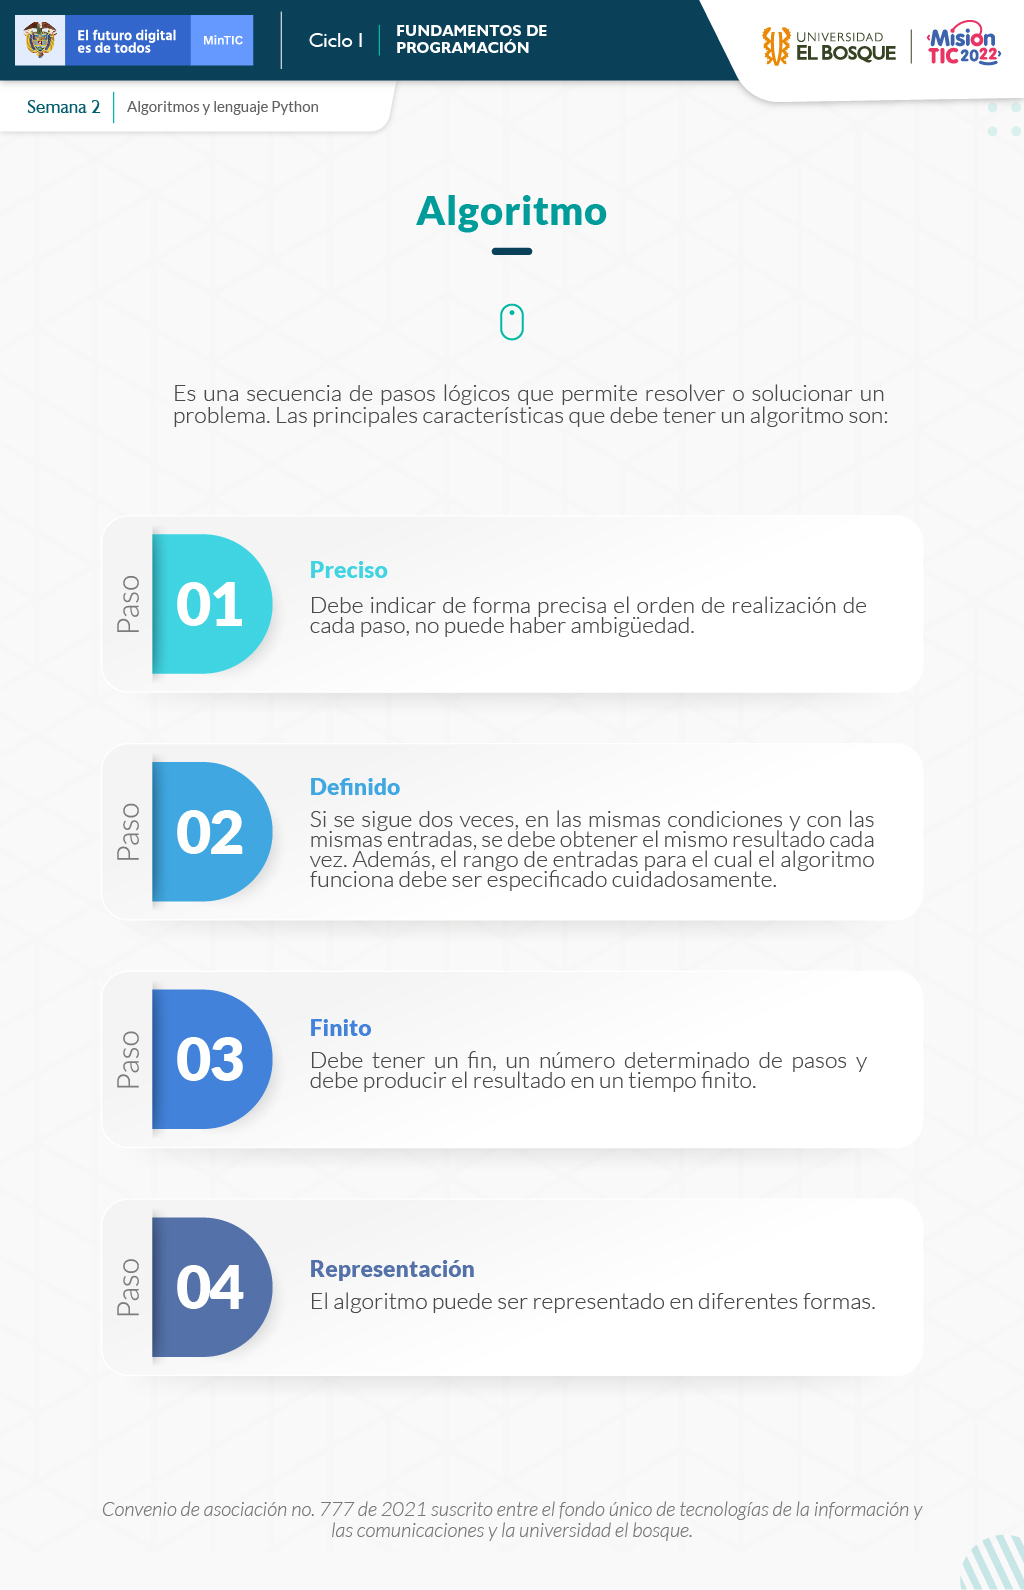 El futuro digital
es de todos
MinTIC
Ciclo I
FUNDAMENTOS DE
PROGRAMACIÓN
UNIVERSIDAD
EL BOSQUE
Misión
TIC2022
Semana 2
Algoritmos y lenguaje Python
Algoritmo
Es una secuencia de pasos lógicos que permite resolver o solucionar un
problema. Las principales características que debe tener un algoritmo son:
Paso
01
Preciso
Debe indicar de forma precisa el orden de realización de
cada paso, no puede haber ambigüedad.
Paso
02
Definido
Si se sigue dos veces, en las mismas condiciones y con las
mismas entradas, se debe obtener el mismo resultado cada
vez. Además, el rango de entradas para el cual el algoritmo
funciona debe ser especificado cuidadosamente.
Paso
03
Finito
Debe tener un fin, un número determinado de pasos y
debe producir el resultado en un tiempo finito.
Paso
04
Representación
El algoritmo puede ser representado en diferentes formas.
Convenio de asociación no. 777 de 2021 suscrito entre el fondo único de tecnologías de la información y
las comunicaciones y la universidad el bosque.